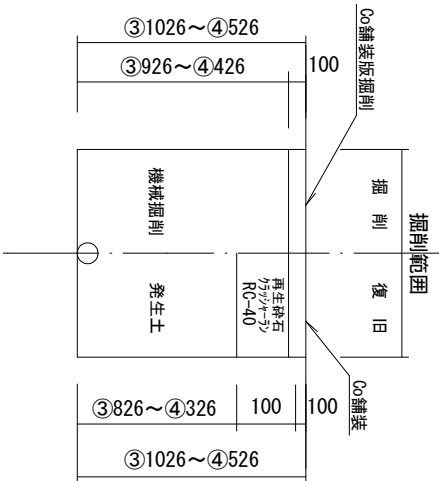 ③1026～④526
③926～④426
100
Co舗装版掘削
掘削範囲
掘削
復旧
機械掘削
発生土
再生砕石
クラッシャーラン
RC-40
Co舗装
③826～④326
100
100
③1026～④526